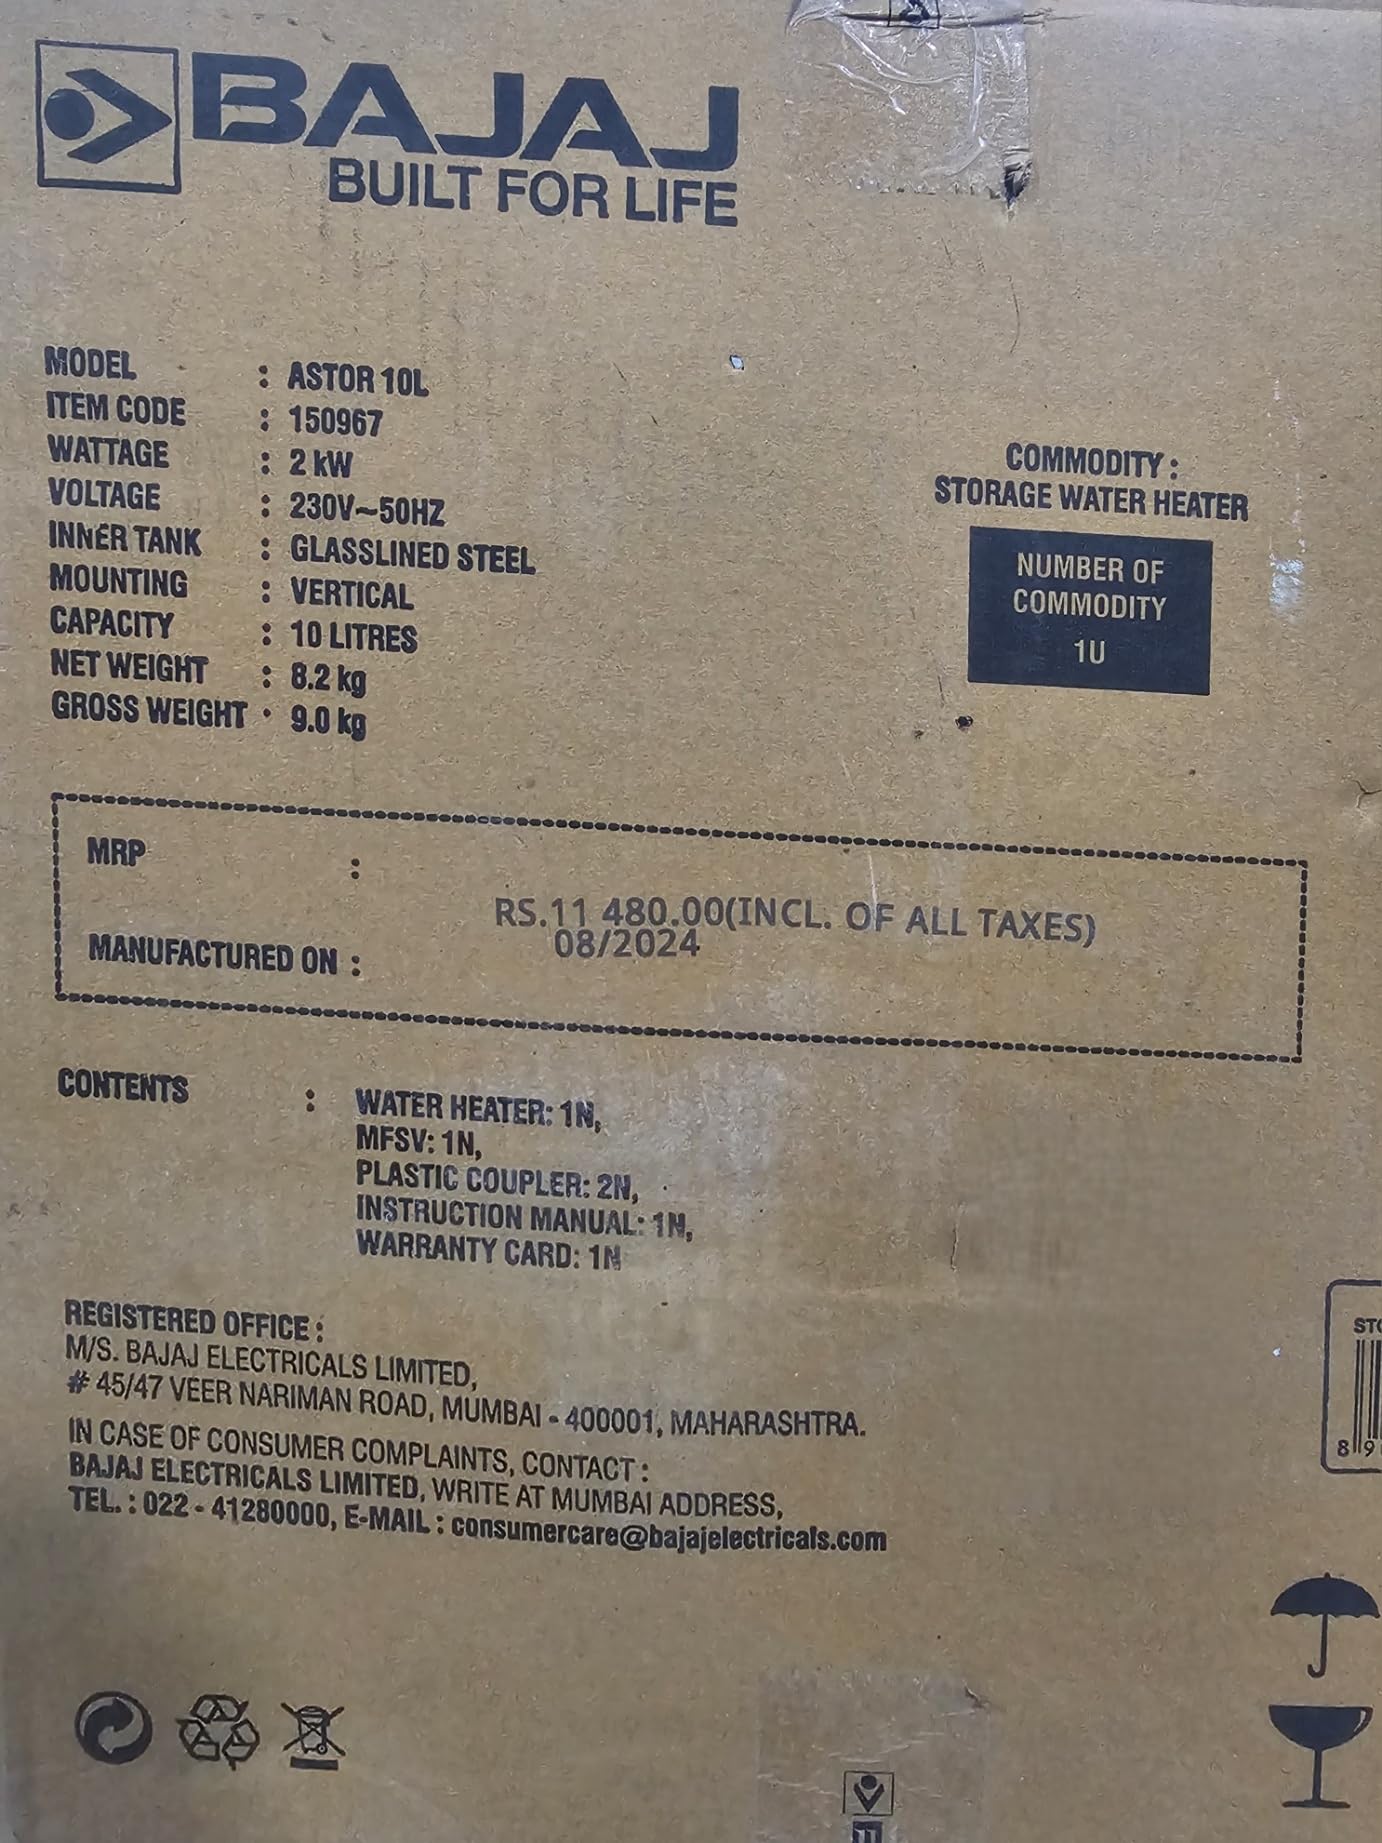 BAJAJ
BUILT FOR LIFE
MODEL : ASTOR 10L
ITEM CODE : 150967
WATTAGE : 2 kW
VOLTAGE : 230V~50HZ
INNER TANK : GLASSLINED STEEL
MOUNTING : VERTICAL
CAPACITY : 10 LITRES
NET WEIGHT : 8.2 kg
GROSS WEIGHT : 9.0 kg
COMMODITY :
STORAGE WATER HEATER
NUMBER OF
COMMODITY
1U
MRP : RS.11 480.00(INCL. OF ALL TAXES)
MANUFACTURED ON : 08/2024
CONTENTS : WATER HEATER: 1N,
MFSV: 1N,
PLASTIC COUPLER: 2N,
INSTRUCTION MANUAL: 1N,
WARRANTY CARD: 1N
REGISTERED OFFICE :
M/S. BAJAJ ELECTRICALS LIMITED,
# 45/47 VEER NARIMAN ROAD, MUMBAI - 400001, MAHARASHTRA.
IN CASE OF CONSUMER COMPLAINTS, CONTACT :
BAJAJ ELECTRICALS LIMITED, WRITE AT MUMBAI ADDRESS,
TEL. : 022 - 41280000, E-MAIL : consumercare@bajajelectricals.com